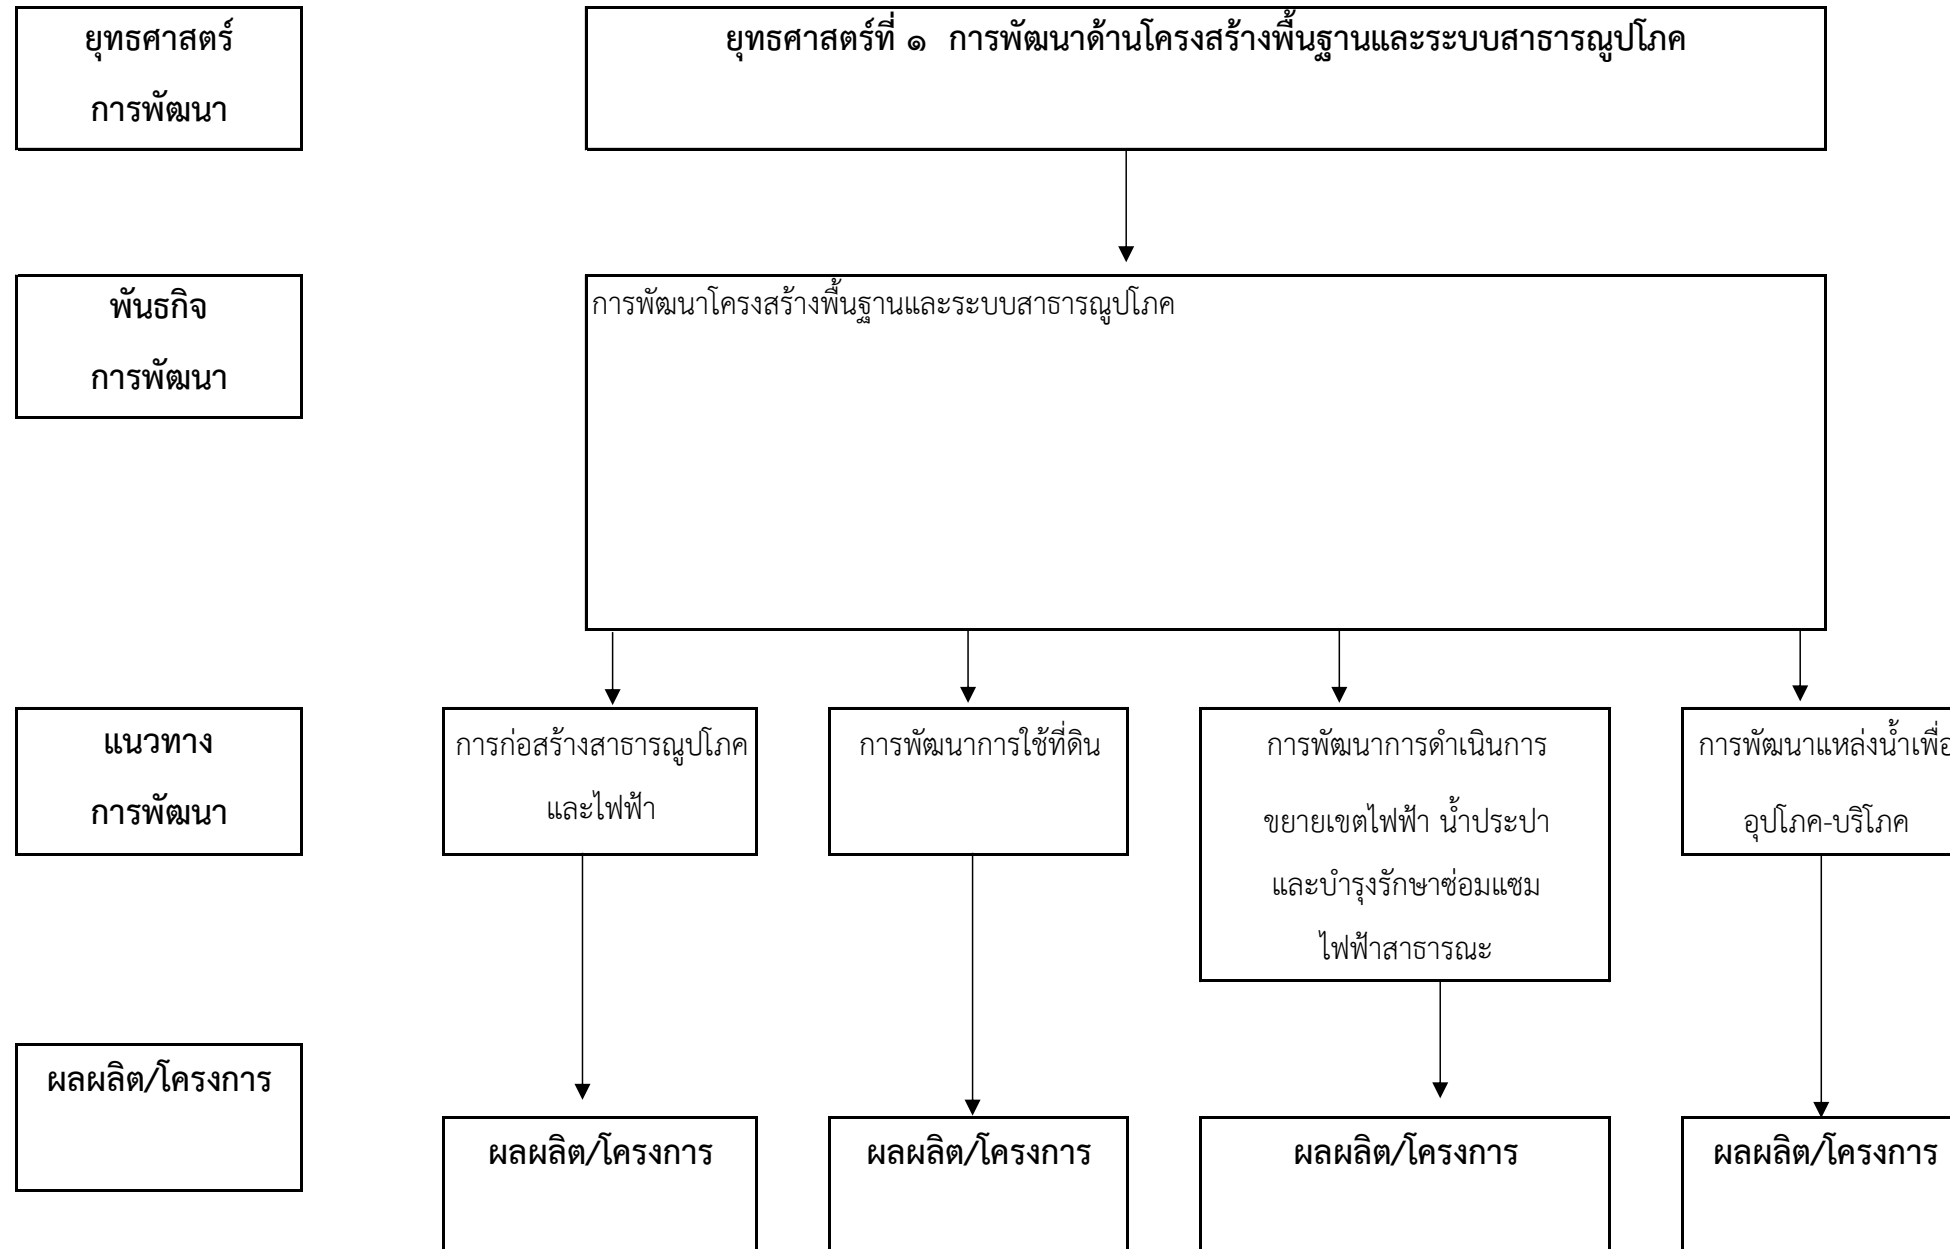 ยุทธศาสตร์
การพัฒนา
ยุทธศาสตร์ที่ ๑ การพัฒนาด้านโครงสร้างพื้นฐานและระบบสาธารณูปโภค
พันธกิจ
การพัฒนา
การพัฒนาโครงสร้างพื้นฐานและระบบสาธารณูปโภค
แนวทาง
การพัฒนา
การก่อสร้างสาธารณูปโภค
และไฟฟ้า
การพัฒนาการใช้ที่ดิน
การพัฒนาการดำเนินการ
ขยายเขตไฟฟ้า น้ำประปา
และบำรุงรักษาซ่อมแซม
ไฟฟ้าสาธารณะ
การพัฒนาแหล่งน้ำเพื่อ
อุปโภค-บริโภค
ผลผลิต/โครงการ
ผลผลิต/โครงการ
ผลผลิต/โครงการ
ผลผลิต/โครงการ
ผลผลิต/โครงการ